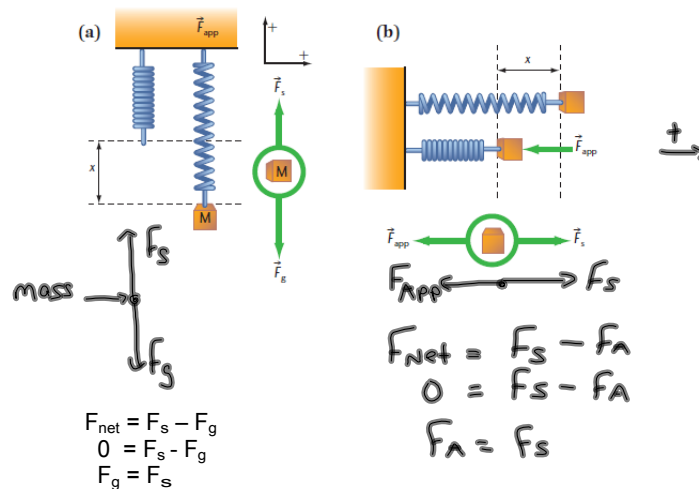 (a)
F⃗app
+
+
F⃗s
x
M
M
F⃗g
Fs
mass
Fg
Fnet = Fs – Fg
0 = Fs - Fg
Fg = Fs
(b)
x
F⃗app
+
F⃗app
F⃗s
FApp
Fs
FNet = Fs - FA
0 = Fs - FA
FA = Fs